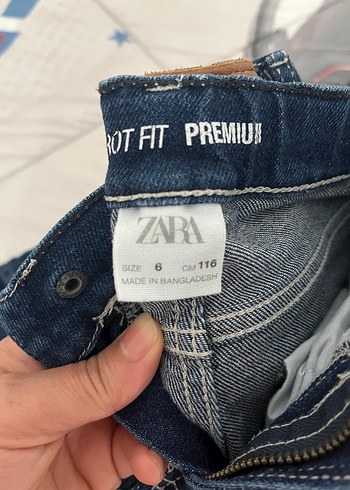 ROT FIT PREMIUM
ZARA
SIZE 6 CM 116
MADE IN BANGLADESH